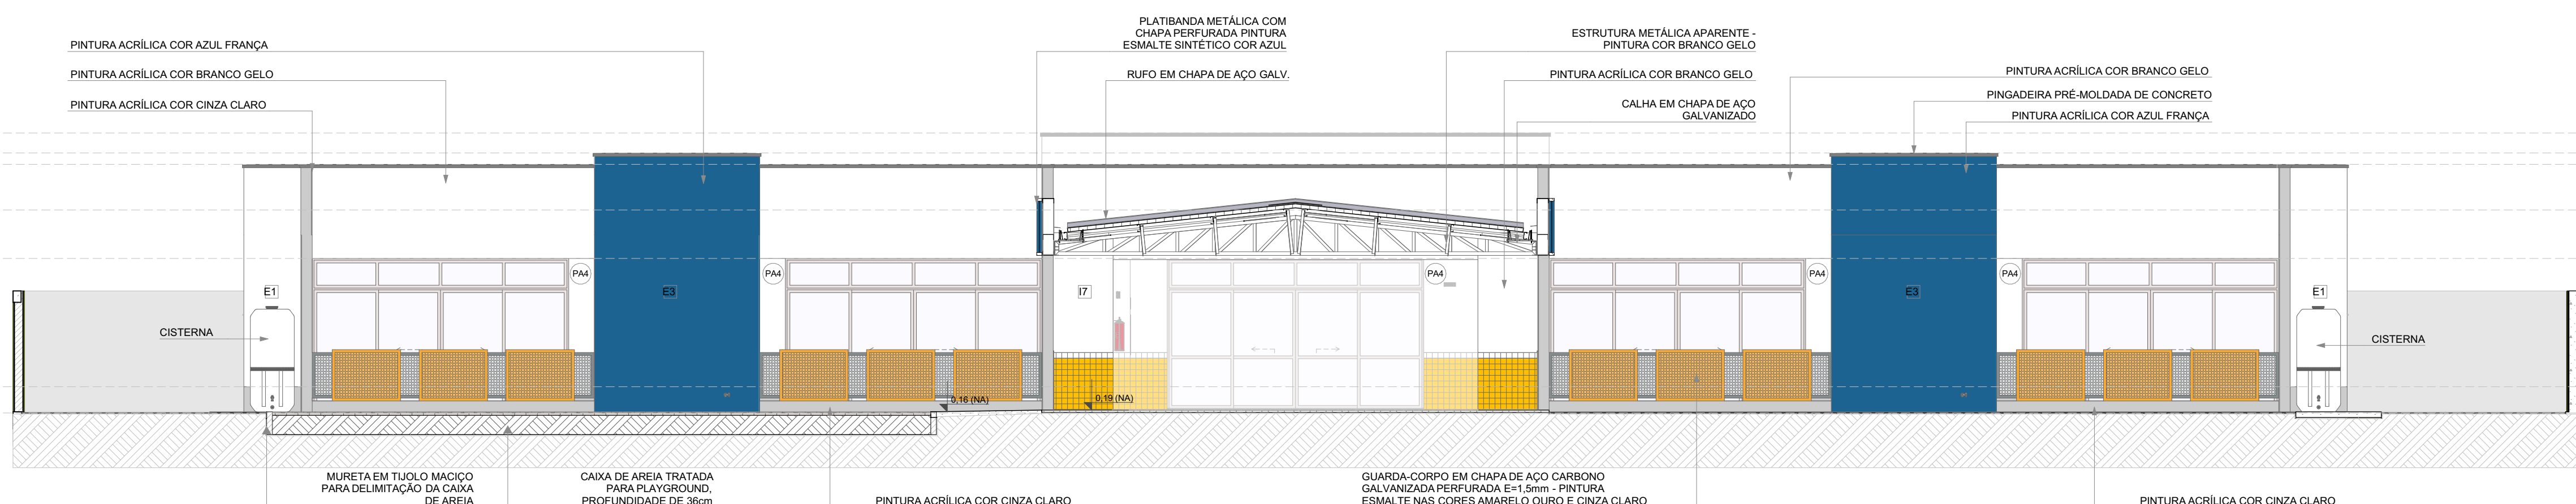 PINTURA ACRÍLICA COR AZUL FRANÇA
PINTURA ACRÍLICA COR BRANCO GELO
PINTURA ACRÍLICA COR CINZA CLARO
PLATIBANDA METÁLICA COM
CHAPA PERFURADA PINTURA
ESMALTE SINTÉTICO COR AZUL
RUFO EM CHAPA DE AÇO GALV.
ESTRUTURA METÁLICA APARENTE -
PINTURA COR BRANCO GELO
PINTURA ACRÍLICA COR BRANCO GELO
CALHA EM CHAPA DE AÇO
GALVANIZADO
PINTURA ACRÍLICA COR BRANCO GELO
PINGADEIRA PRÉ-MOLDADA DE CONCRETO
PINTURA ACRÍLICA COR AZUL FRANÇA
E1
PA4
E3
PA4
I7
PA4
PA4
E3
PA4
E1
CISTERNA
CISTERNA
0,16 (NA)
0,19 (NA)
MURETA EM TIJOLO MACIÇO
PARA DELIMITAÇÃO DA CAIXA
DE AREIA
CAIXA DE AREIA TRATADA
PARA PLAYGROUND,
PROFUNDIDADE DE 36cm
PINTURA ACRÍLICA COR CINZA CLARO
GUARDA-CORPO EM CHAPA DE AÇO CARBONO
GALVANIZADA PERFURADA E=1,5mm - PINTURA
ESMALTE NAS CORES AMARELO OURO E CINZA CLARO
PINTURA ACRÍLICA COR CINZA CLARO